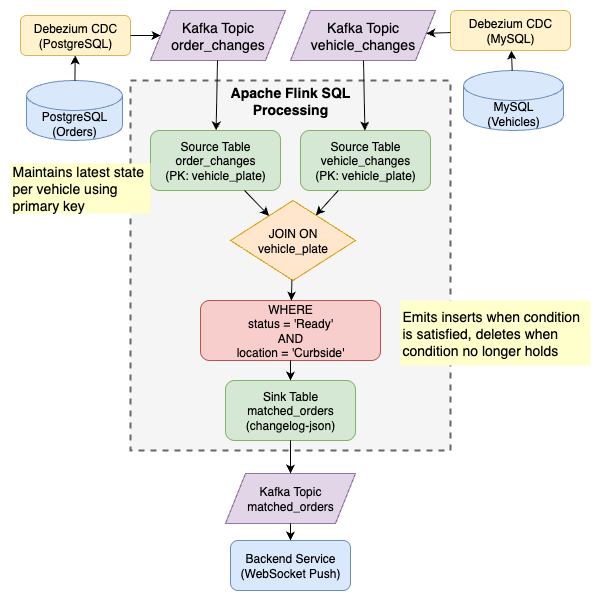 Debezium CDC
(PostgreSQL)
Kafka Topic
order_changes
Kafka Topic
vehicle_changes
Debezium CDC
(MySQL)
PostgreSQL
(Orders)
MySQL
(Vehicles)
Apache Flink SQL
Processing
Source Table
order_changes
(PK: vehicle_plate)
Source Table
vehicle_changes
(PK: vehicle_plate)
Maintains latest state
per vehicle using
primary key
JOIN ON
vehicle_plate
WHERE
status = 'Ready'
AND
location = 'Curbside'
Emits inserts when condition
is satisfied, deletes when
condition no longer holds
Sink Table
matched_orders
(changelog-json)
Kafka Topic
matched_orders
Backend Service
(WebSocket Push)